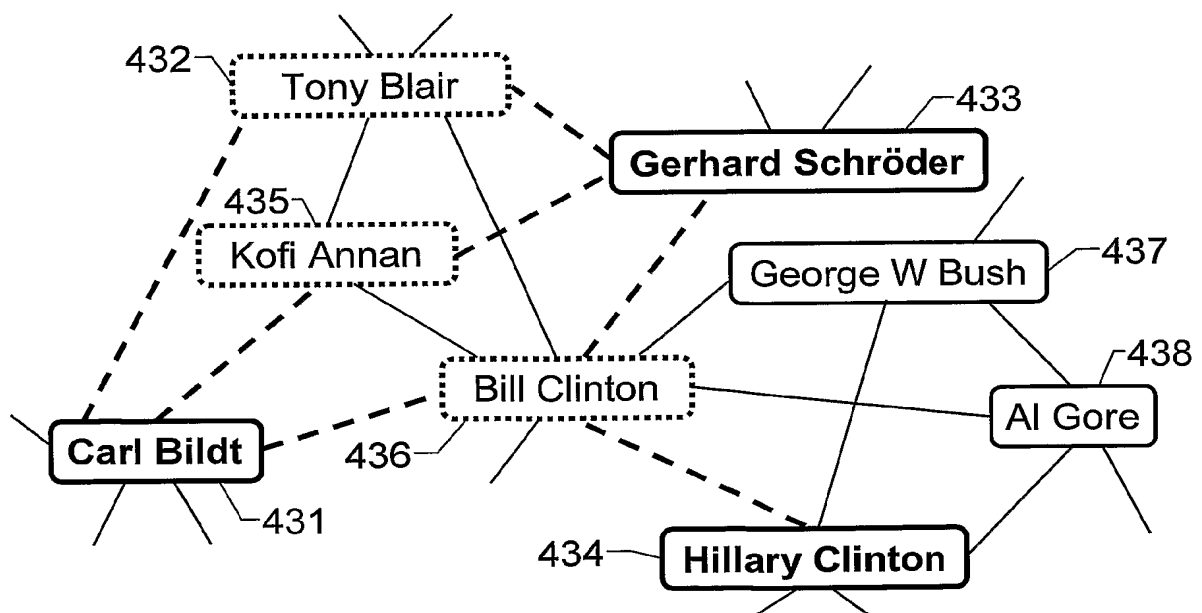 432
Tony Blair
433
Gerhard Schröder
435
Kofi Annan
437
George W Bush
438
Bill Clinton
Al Gore
Carl Bildt
436
431
434
Hillary Clinton